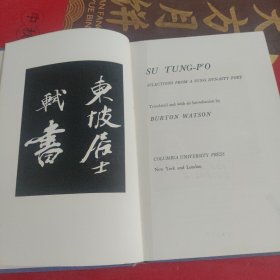 東坡居士
賦書
SU TUNG-P'O
SELECTIONS FROM A SUNG DYNASTY POET
Translated and with an Introduction by
BURTON WATSON
COLUMBIA UNIVERSITY PRESS
New York and London